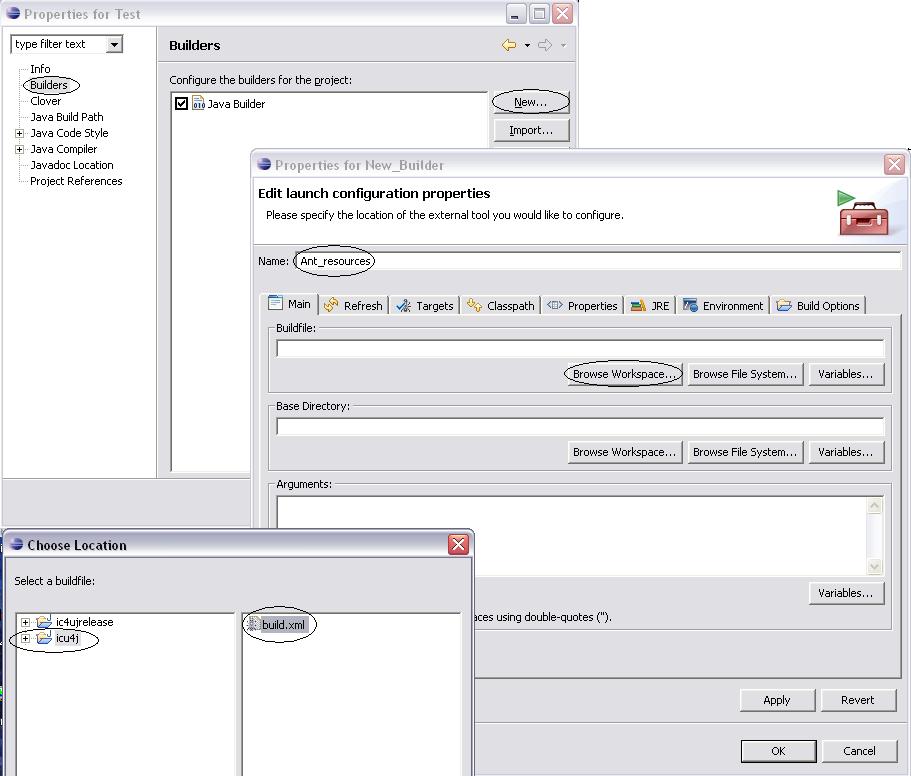 Properties for Test
type filter text
Info
Builders
Clover
Java Build Path
Java Code Style
Java Compiler
Javadoc Location
Project References
Builders
Configure the builders for the project:
Java Builder
New...
Import...
Properties for New_Builder
Edit launch configuration properties
Please specify the location of the external tool you would like to configure.
Name: Ant_resources
Main Refresh Targets Classpath Properties JRE Environment Build Options
Buildfile:
Browse Workspace... Browse File System... Variables...
Base Directory:
Browse Workspace... Browse File System... Variables...
Arguments:
Variables...
aces using double-quotes (").
Apply Revert
OK Cancel
Choose Location
Select a buildfile:
ic4ujrelease
icu4j
build.xml